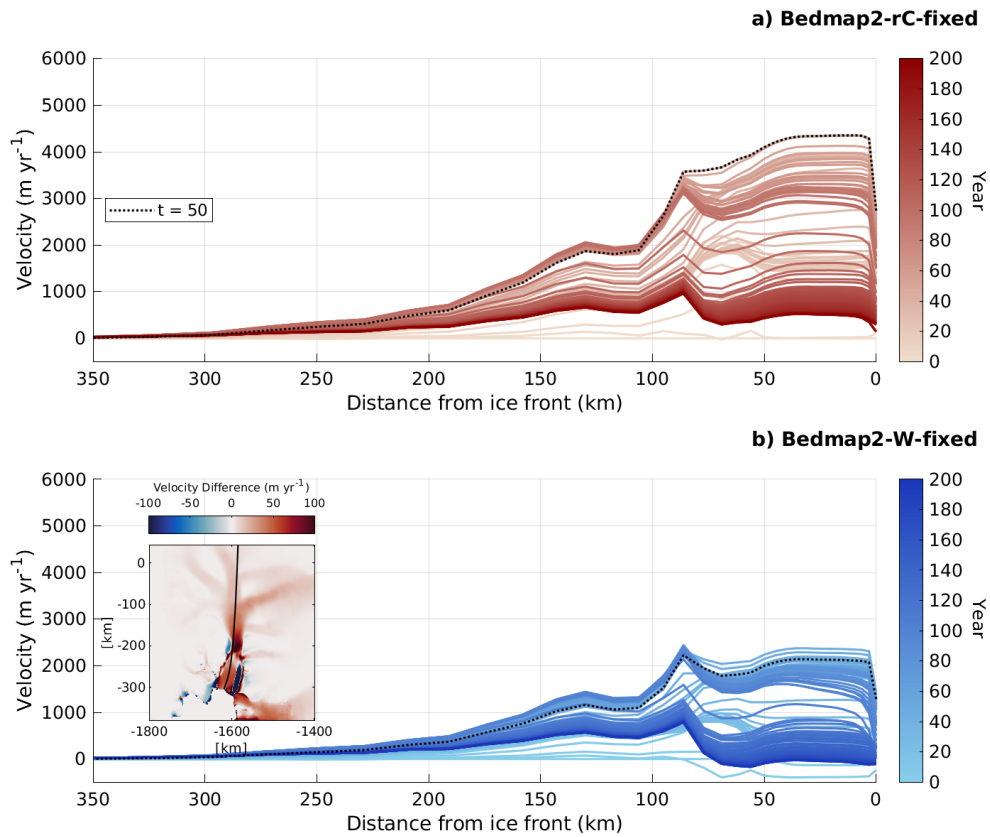 a) Bedmap2-rC-fixed
6000
5000
4000
3000
2000
1000
0
Velocity (m yr-1)
t = 50
350 300 250 200 150 100 50 0
Distance from ice front (km)
200
180
160
140
120
100
80
60
40
20
0
Year
b) Bedmap2-W-fixed
6000
5000
4000
3000
2000
1000
0
Velocity (m yr-1)
Velocity Difference (m yr-1)
-100 -50 0 50 100
0
-100
-200
-300
[km]
-1800 -1600 -1400
[km]
350 300 250 200 150 100 50 0
Distance from ice front (km)
200
180
160
140
120
100
80
60
40
20
0
Year